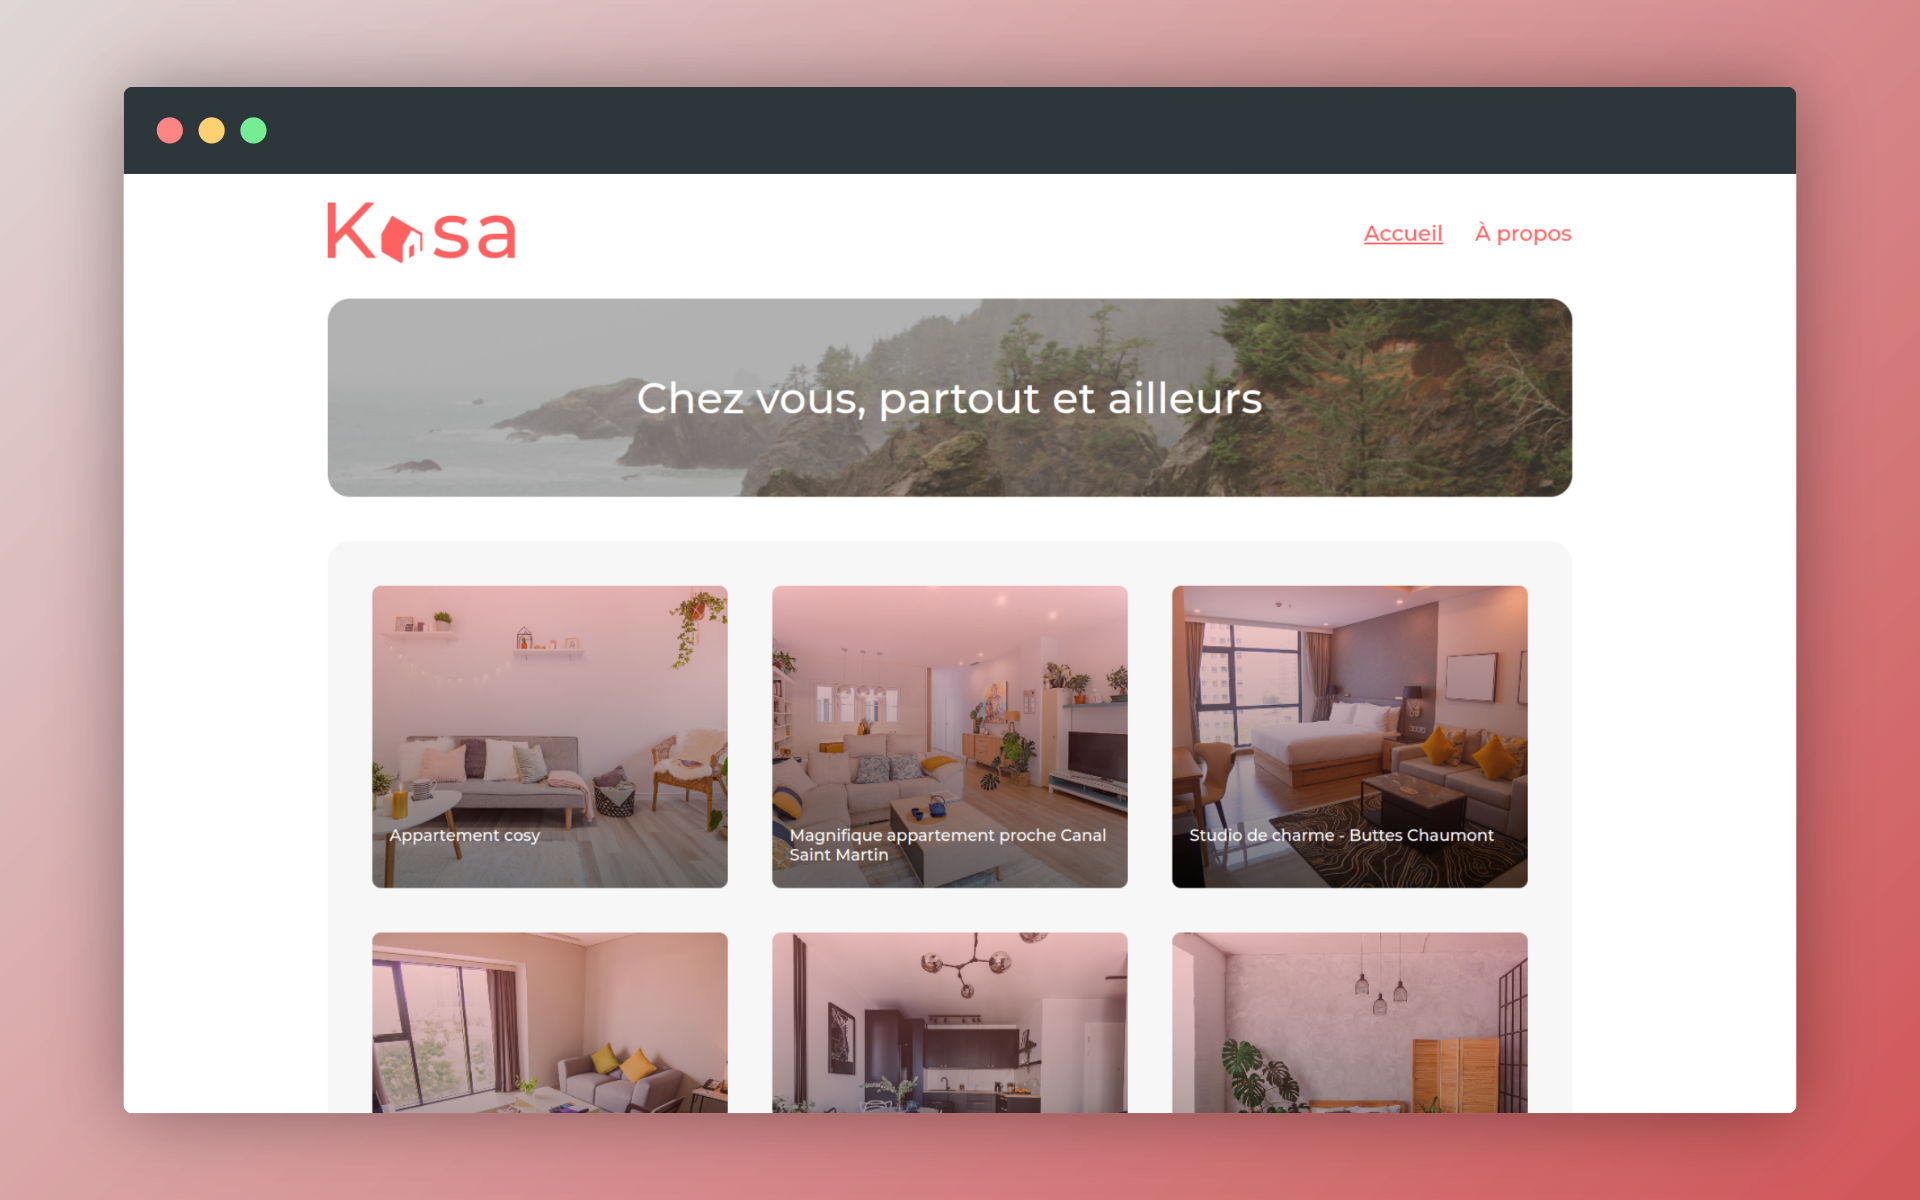 Kasa
Accueil À propos
Chez vous, partout et ailleurs
Appartement cosy
Magnifique appartement proche Canal
Saint Martin
Studio de charme - Buttes Chaumont